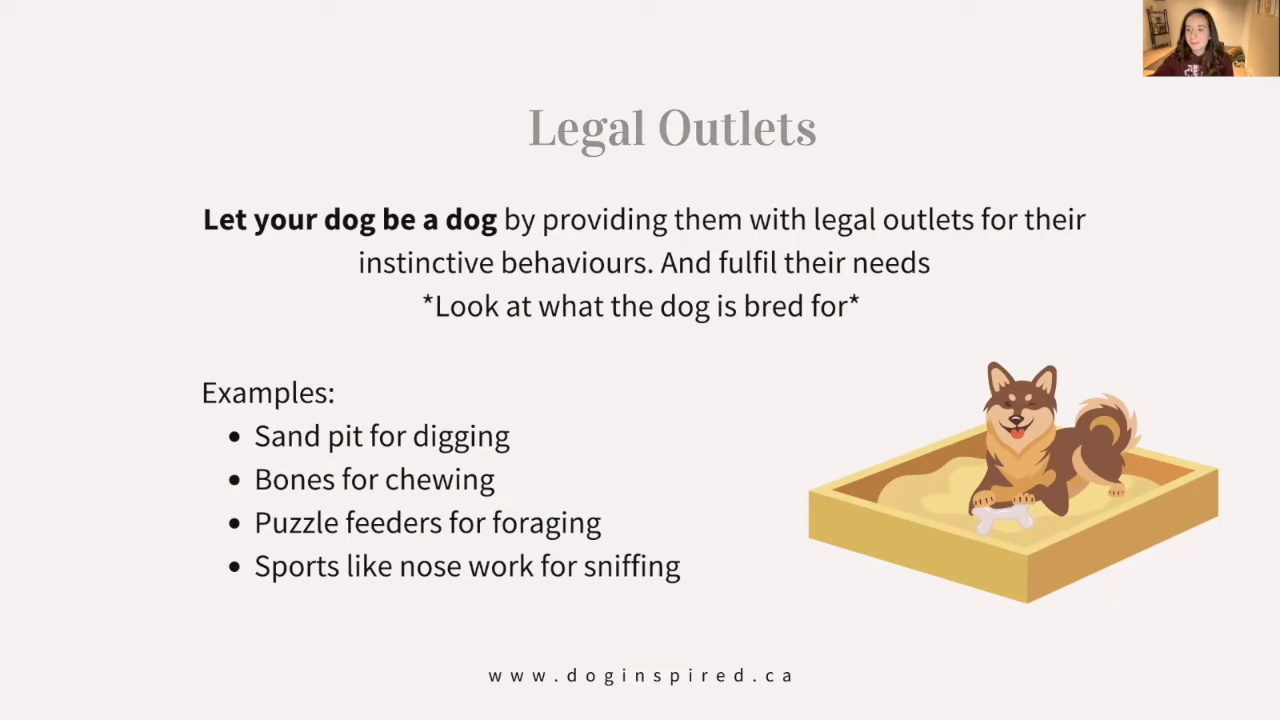 Legal Outlets
Let your dog be a dog by providing them with legal outlets for their
instinctive behaviours. And fulfil their needs
*Look at what the dog is bred for*
Examples:
• Sand pit for digging
• Bones for chewing
• Puzzle feeders for foraging
• Sports like nose work for sniffing
www.doginspired.ca